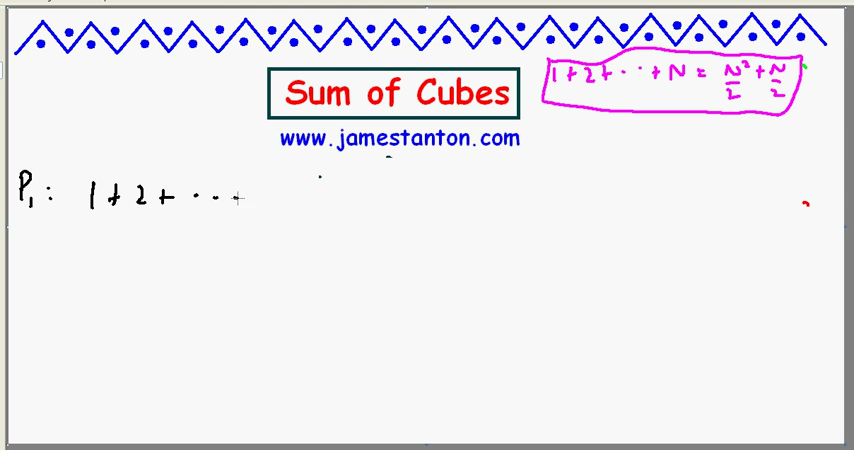 1 + 2 + ... + N = N²/2 + N/2
Sum of Cubes
www.jamestanton.com
P₁: 1 + 2 + ...